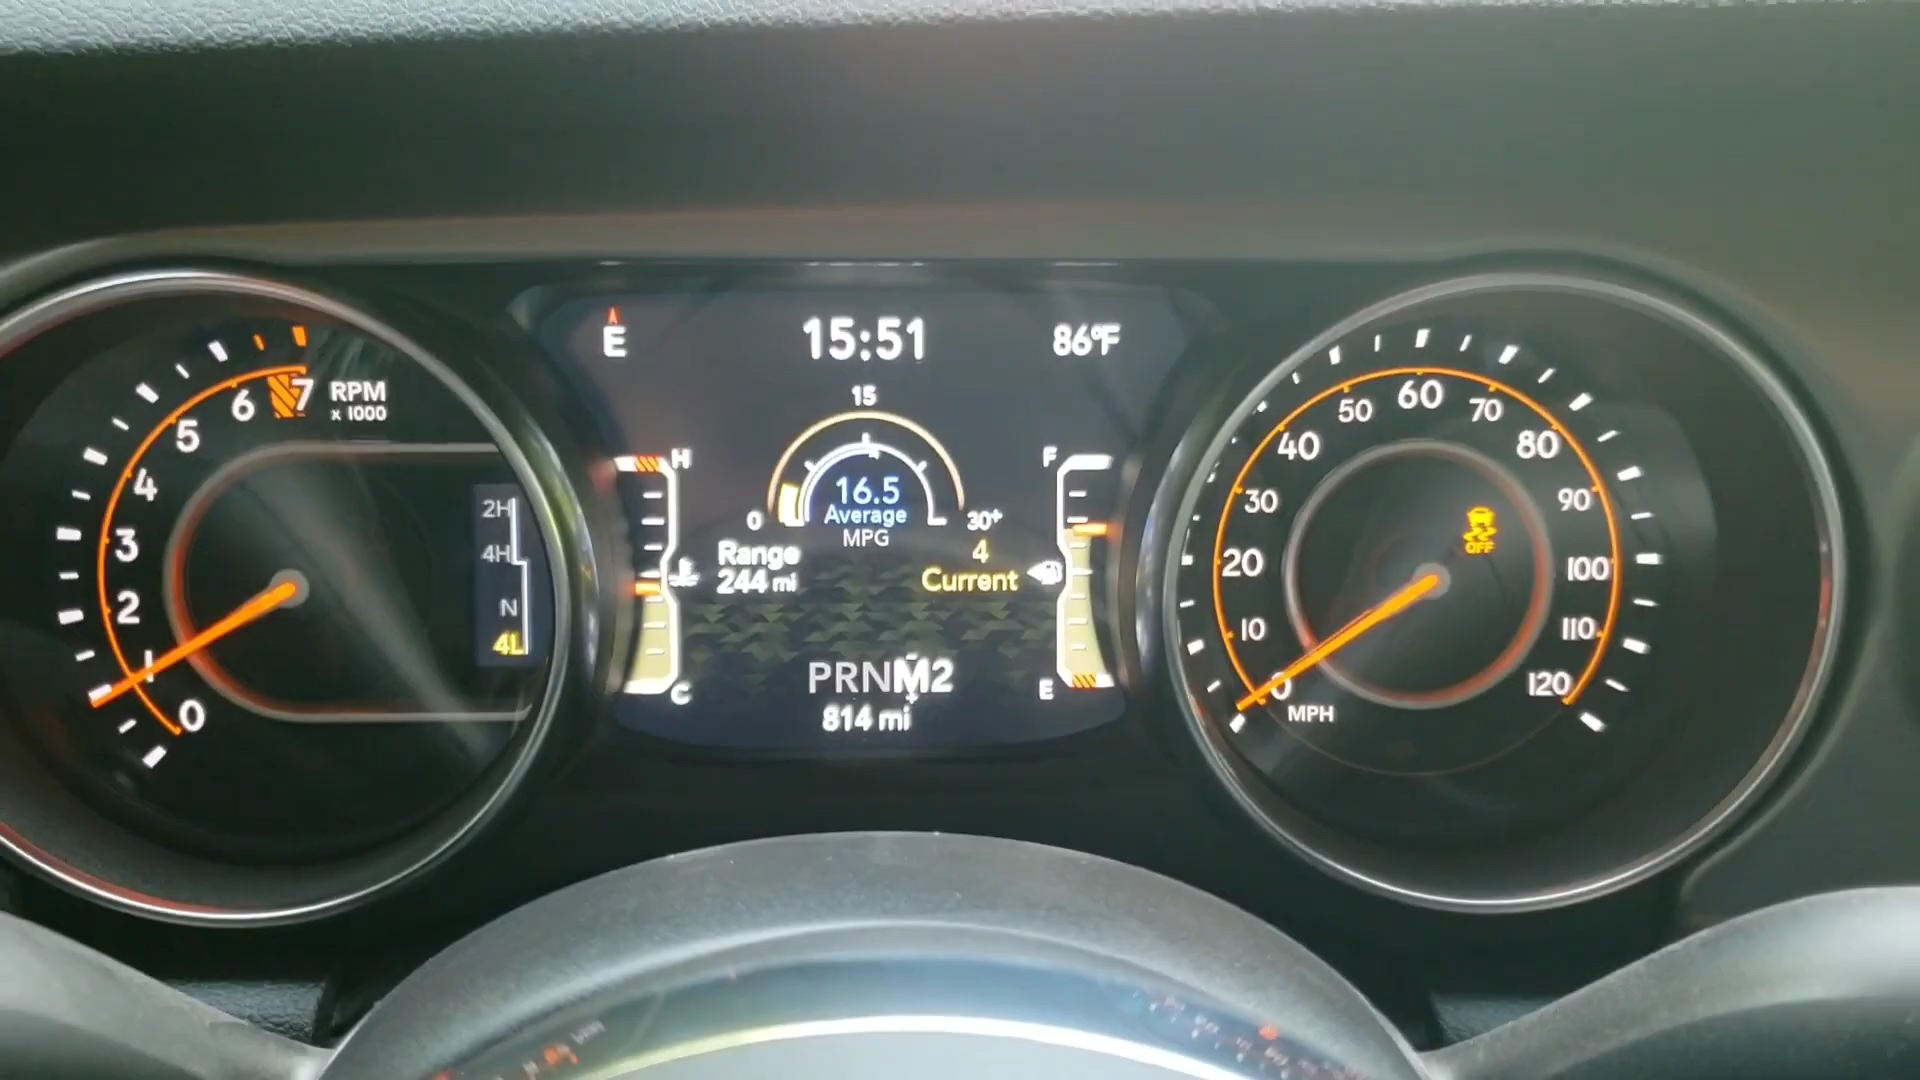 E
15:51
86°F
7
6
5
4
3
2
1
0
RPM
x 1000
2H
4H
N
4L
H
C
15
0
30+
16.5
Average
MPG
Range
244 mi
4
Current
F
E
PRNM2
814 mi
0
10
20
30
40
50
60
70
80
90
100
110
120
MPH
OFF